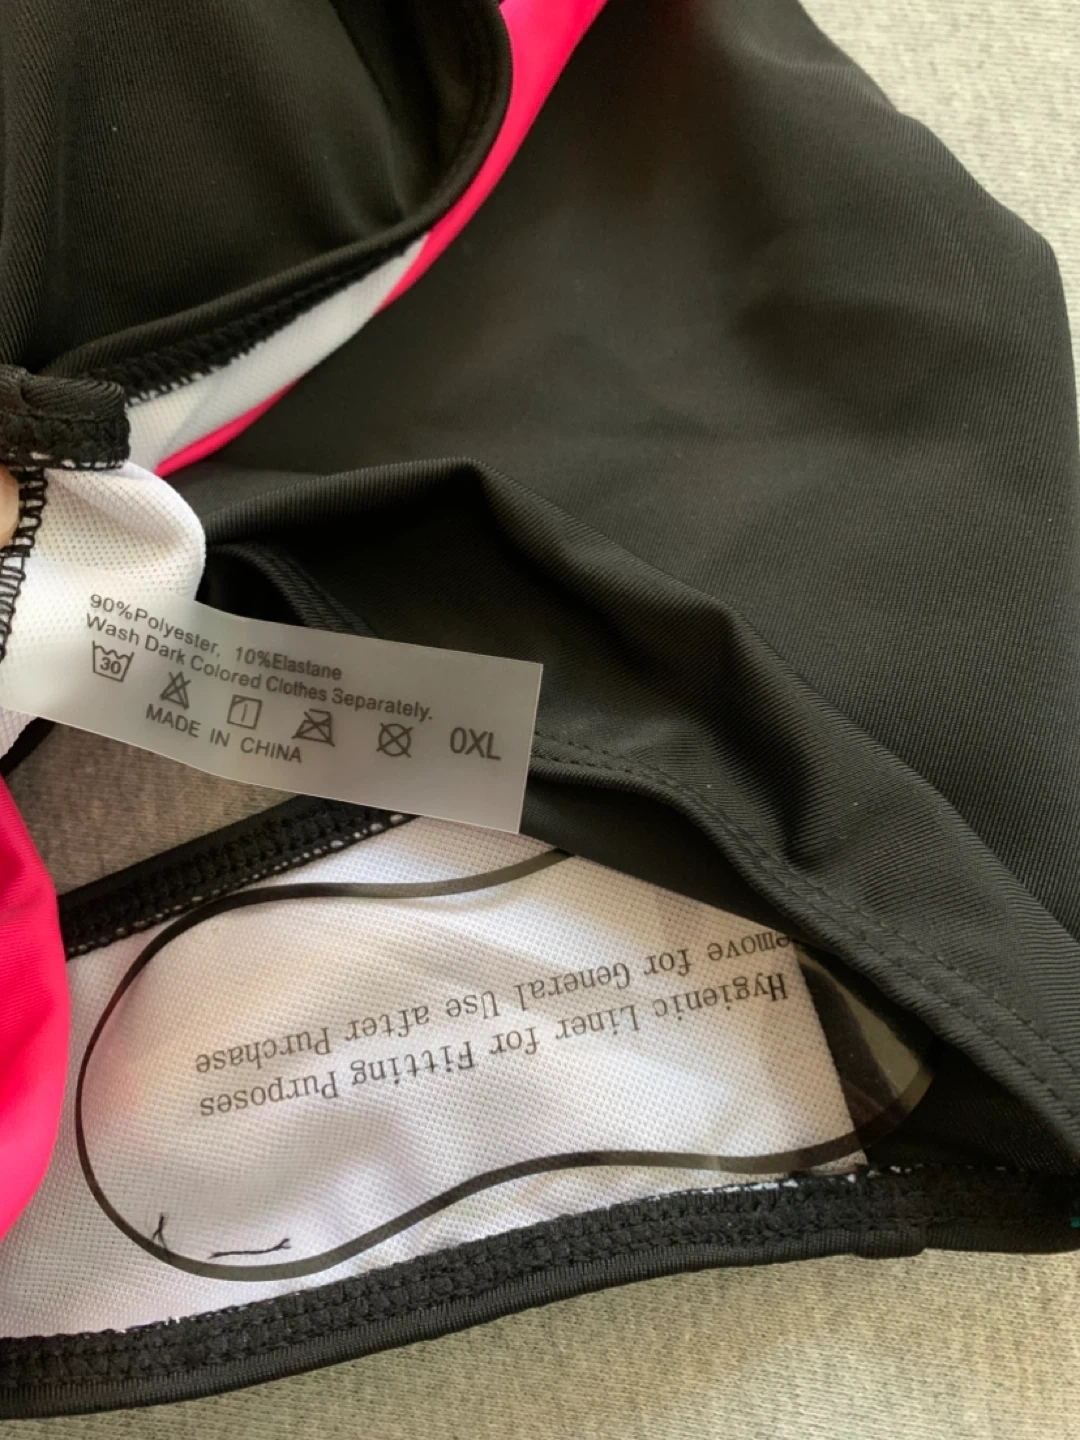 90%Polyester, 10%Elastane
Wash Dark Colored Clothes Separately.
30
MADE IN CHINA
0XL
Hygienic Liner for Fitting Purposes
emove for General Use after Purchase